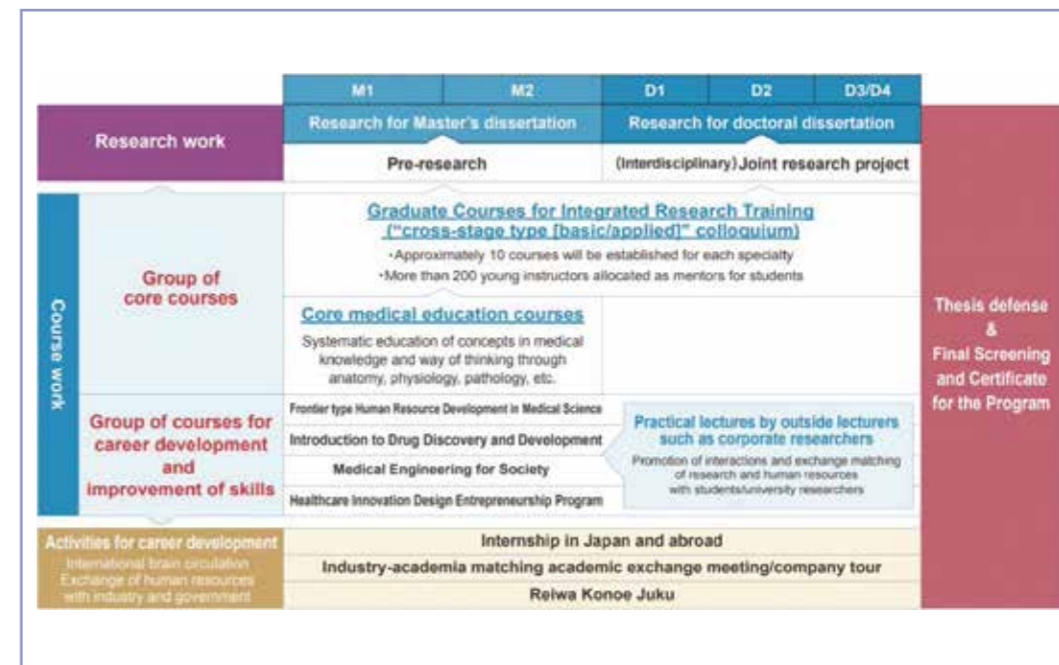 M1
M2
D1
D2
D3/D4
Research work
Research for Master's dissertation
Research for doctoral dissertation
Pre-research
(Interdisciplinary) Joint research project
Course work
Group of
core courses
Graduate Courses for Integrated Research Training
("cross-stage type [basic/applied]" colloquium)
・Approximately 10 courses will be established for each specialty
・More than 200 young instructors allocated as mentors for students
Core medical education courses
Systematic education of concepts in medical
knowledge and way of thinking through
anatomy, physiology, pathology, etc.
Group of courses for
career development
and
improvement of skills
Frontier type Human Resource Development in Medical Science
Introduction to Drug Discovery and Development
Medical Engineering for Society
Healthcare Innovation Design Entrepreneurship Program
Practical lectures by outside lecturers
such as corporate researchers
Promotion of interactions and exchange matching
of research and human resources
with students/university researchers
Activities for career development
International brain circulation
Exchange of human resources
with industry and government
Internship in Japan and abroad
Industry-academia matching academic exchange meeting/company tour
Reiwa Konoe Juku
Thesis defense
&
Final Screening
and Certificate
for the Program